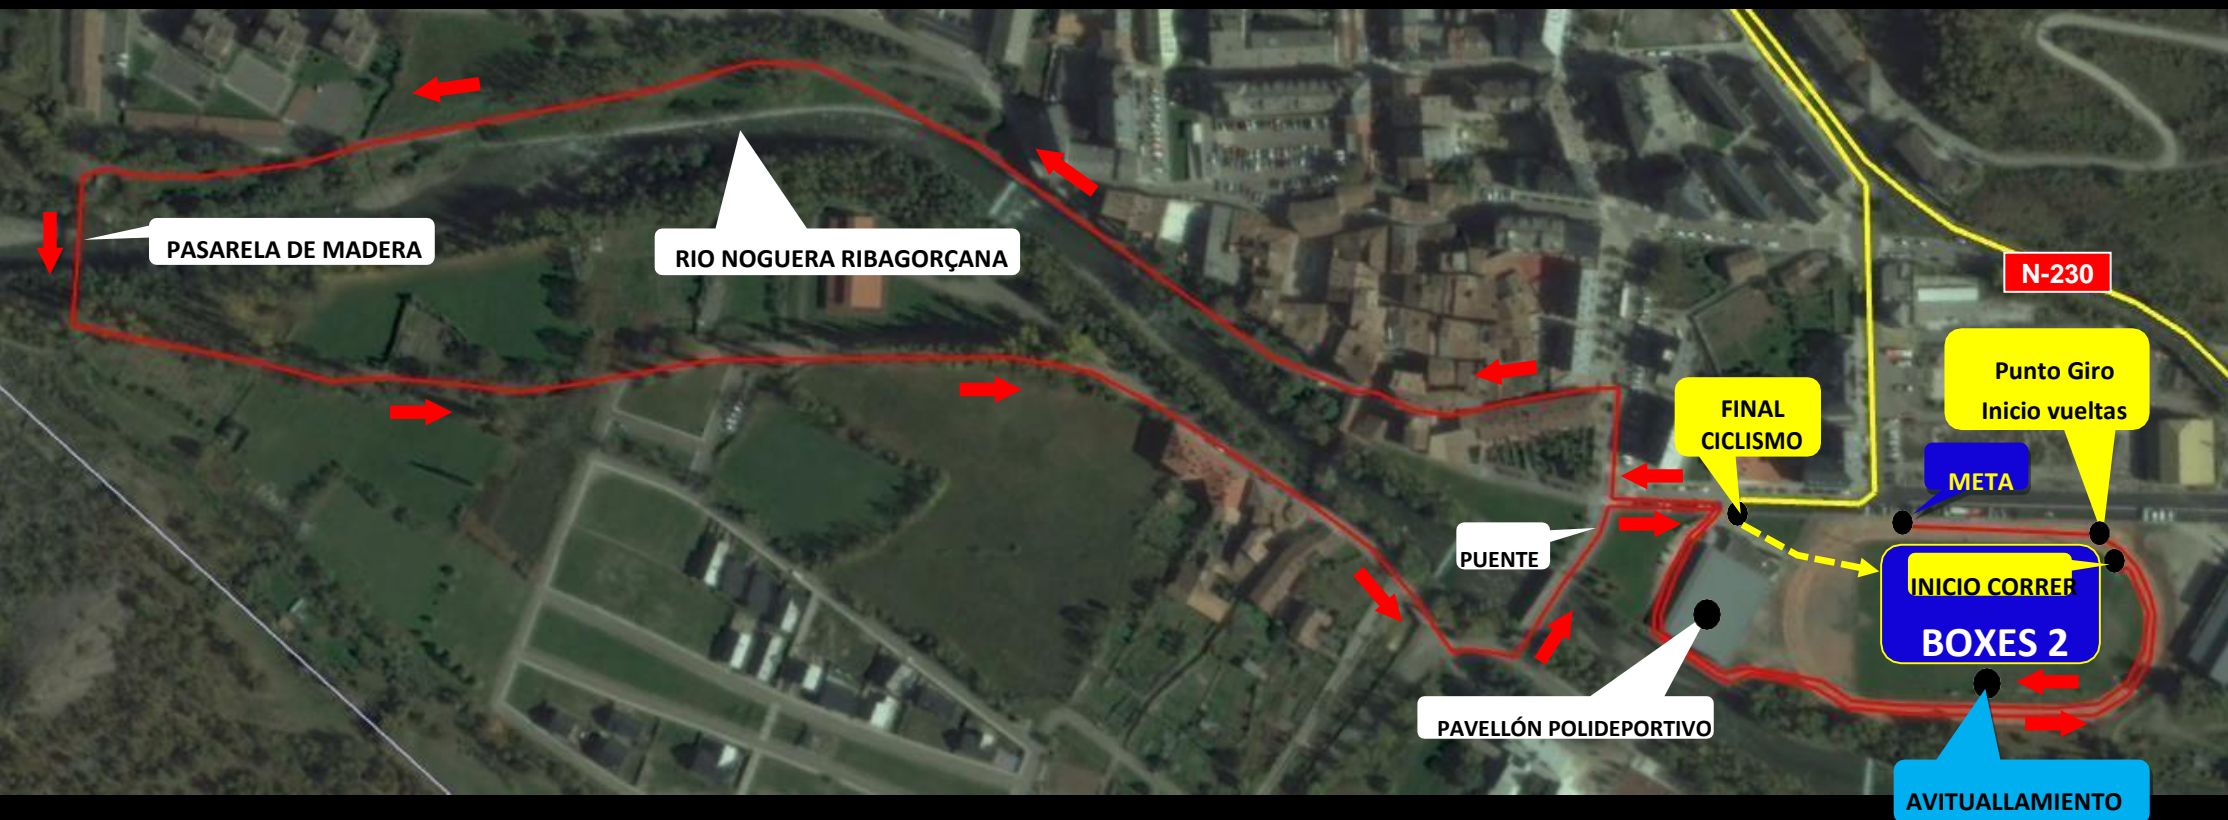 PASARELA DE MADERA
RIO NOGUERA RIBAGORÇANA
N-230
Punto Giro
Inicio vueltas
FINAL
CICLISMO
META
PUENTE
INICIO CORRER
BOXES 2
PAVELLÓN POLIDEPORTIVO
AVITUALLAMIENTO